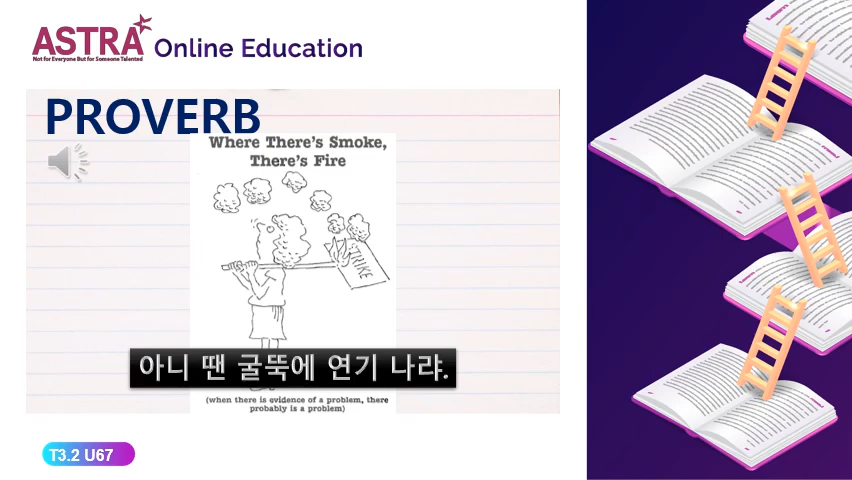 ASTRA
Not for Everyone But for Someone Talented
Online Education
PROVERB
Where There's Smoke,
There's Fire
STRIKE
아니 땐 굴뚝에 연기 나랴.
(when there is evidence of a problem, there
probably is a problem)
T3.2 U67